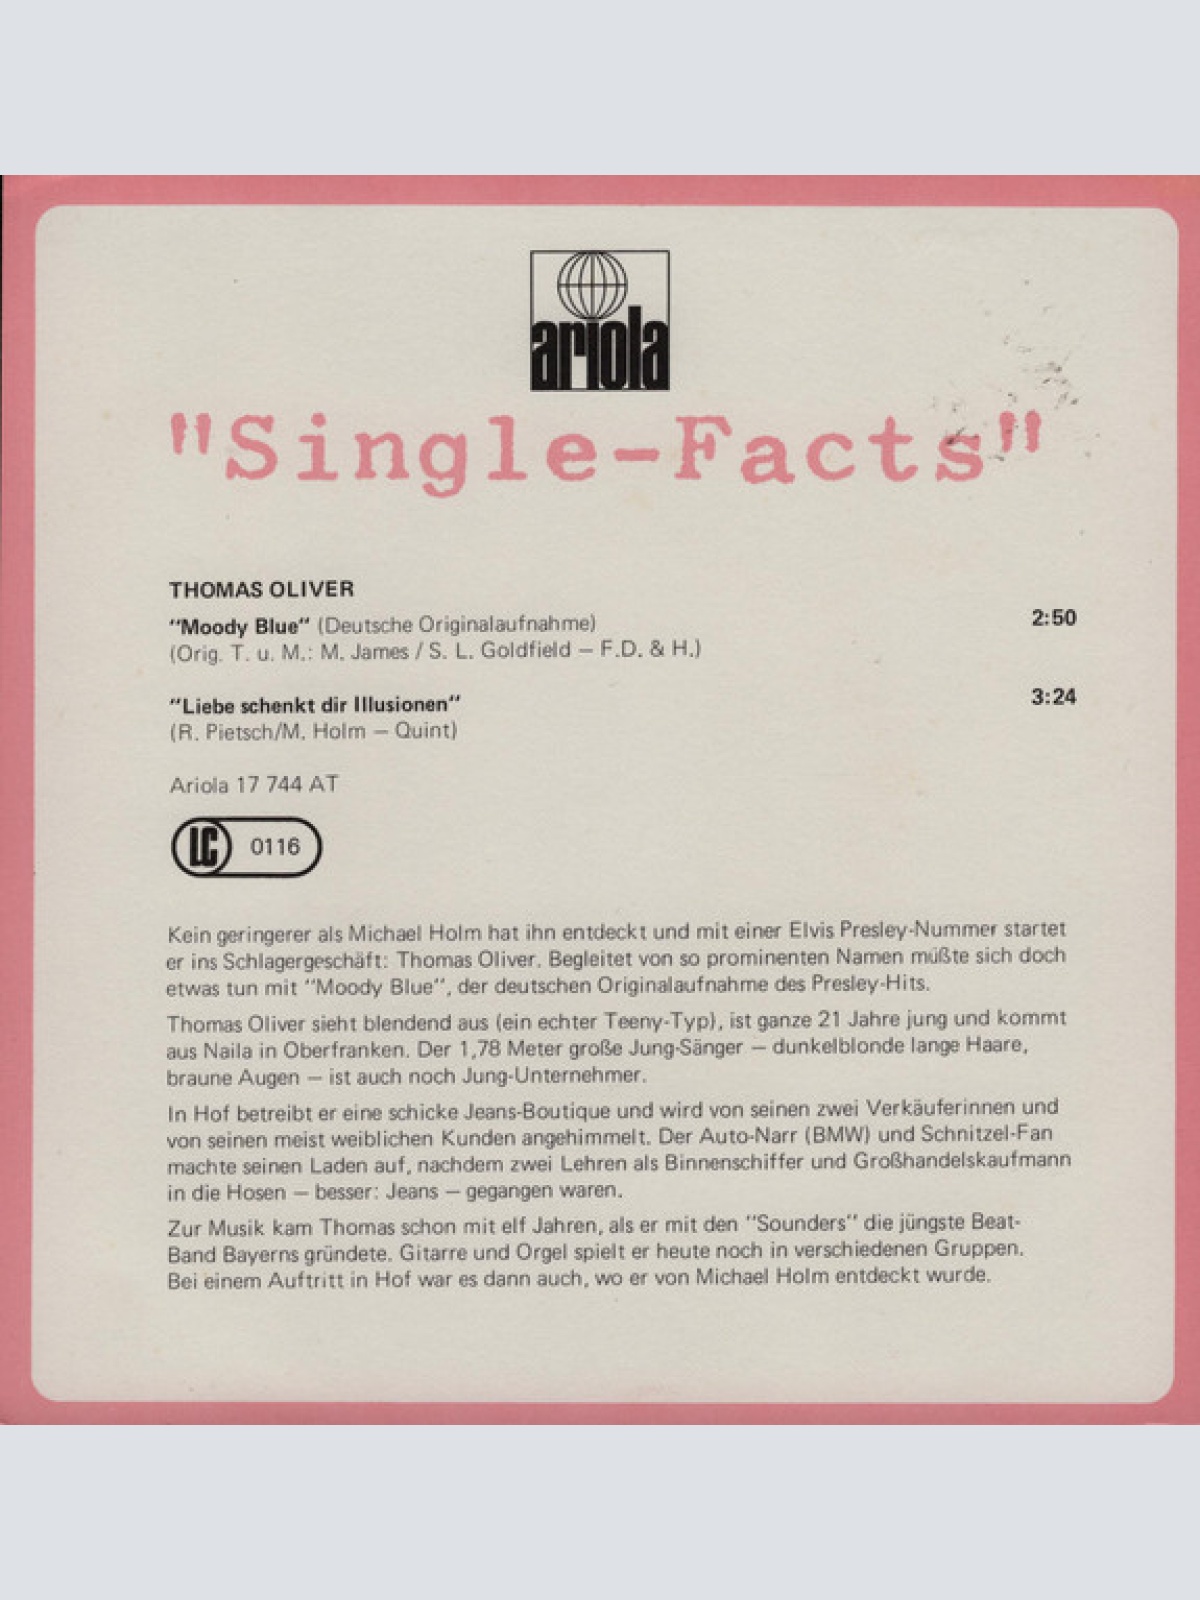 ariola
"Single-Facts"
THOMAS OLIVER
"Moody Blue" (Deutsche Originalaufnahme) 2:50
(Orig. T. u. M.: M. James / S. L. Goldfield — F.D. & H.)
"Liebe schenkt dir Illusionen" 3:24
(R. Pietsch/M. Holm — Quint)
Ariola 17 744 AT
LC 0116
Kein geringerer als Michael Holm hat ihn entdeckt und mit einer Elvis Presley-Nummer startet
er ins Schlagergeschäft: Thomas Oliver. Begleitet von so prominenten Namen müßte sich doch
etwas tun mit "Moody Blue", der deutschen Originalaufnahme des Presley-Hits.
Thomas Oliver sieht blendend aus (ein echter Teeny-Typ), ist ganze 21 Jahre jung und kommt
aus Naila in Oberfranken. Der 1,78 Meter große Jung-Sänger — dunkelblonde lange Haare,
braune Augen — ist auch noch Jung-Unternehmer.
In Hof betreibt er eine schicke Jeans-Boutique und wird von seinen zwei Verkäuferinnen und
von seinen meist weiblichen Kunden angehimmelt. Der Auto-Narr (BMW) und Schnitzel-Fan
machte seinen Laden auf, nachdem zwei Lehren als Binnenschiffer und Großhandelskaufmann
in die Hosen — besser: Jeans — gegangen waren.
Zur Musik kam Thomas schon mit elf Jahren, als er mit den "Sounders" die jüngste Beat-
Band Bayerns gründete. Gitarre und Orgel spielt er heute noch in verschiedenen Gruppen.
Bei einem Auftritt in Hof war es dann auch, wo er von Michael Holm entdeckt wurde.